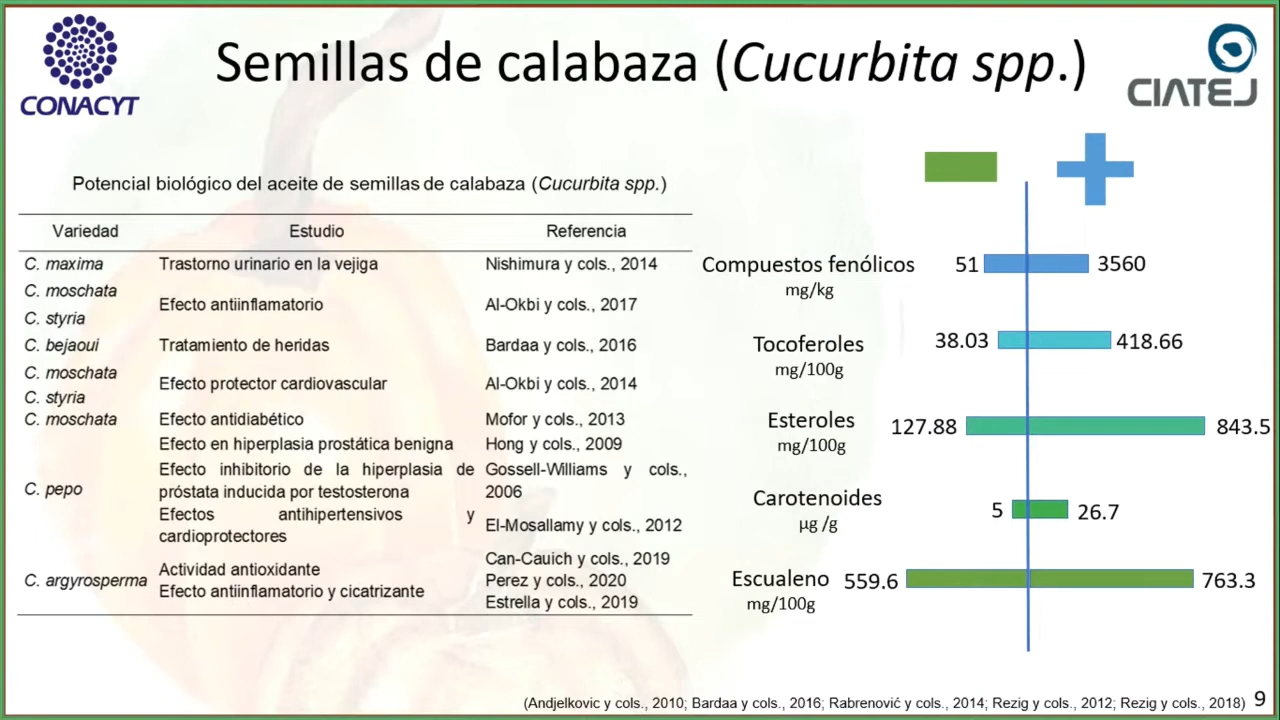 CONACYT
Semillas de calabaza (Cucurbita spp.)
CIATEJ
Potencial biológico del aceite de semillas de calabaza (Cucurbita spp.)
Variedad Estudio Referencia
C. maxima Trastorno urinario en la vejiga Nishimura y cols., 2014
C. moschata
C. styria
Efecto antiinflamatorio Al-Okbi y cols., 2017
C. bejaoui Tratamiento de heridas Bardaa y cols., 2016
C. moschata
C. styria
Efecto protector cardiovascular Al-Okbi y cols., 2014
C. moschata Efecto antidiabético Mofor y cols., 2013
C. pepo
Efecto en hiperplasia prostática benigna Hong y cols., 2009
Efecto inhibitorio de la hiperplasia de
próstata inducida por testosterona
Gossell-Williams y cols.,
2006
Efectos antihipertensivos y
cardioprotectores
El-Mosallamy y cols., 2012
C. argyrosperma
Actividad antioxidante
Efecto antiinflamatorio y cicatrizante
Can-Cauich y cols., 2019
Perez y cols., 2020
Estrella y cols., 2019
Compuestos fenólicos 51 3560
mg/kg
Tocoferoles 38.03 418.66
mg/100g
Esteroles 127.88 843.5
mg/100g
Carotenoides 5 26.7
µg /g
Escualeno 559.6 763.3
mg/100g
(Andjelkovic y cols., 2010; Bardaa y cols., 2016; Rabrenović y cols., 2014; Rezig y cols., 2012; Rezig y cols., 2018) 9